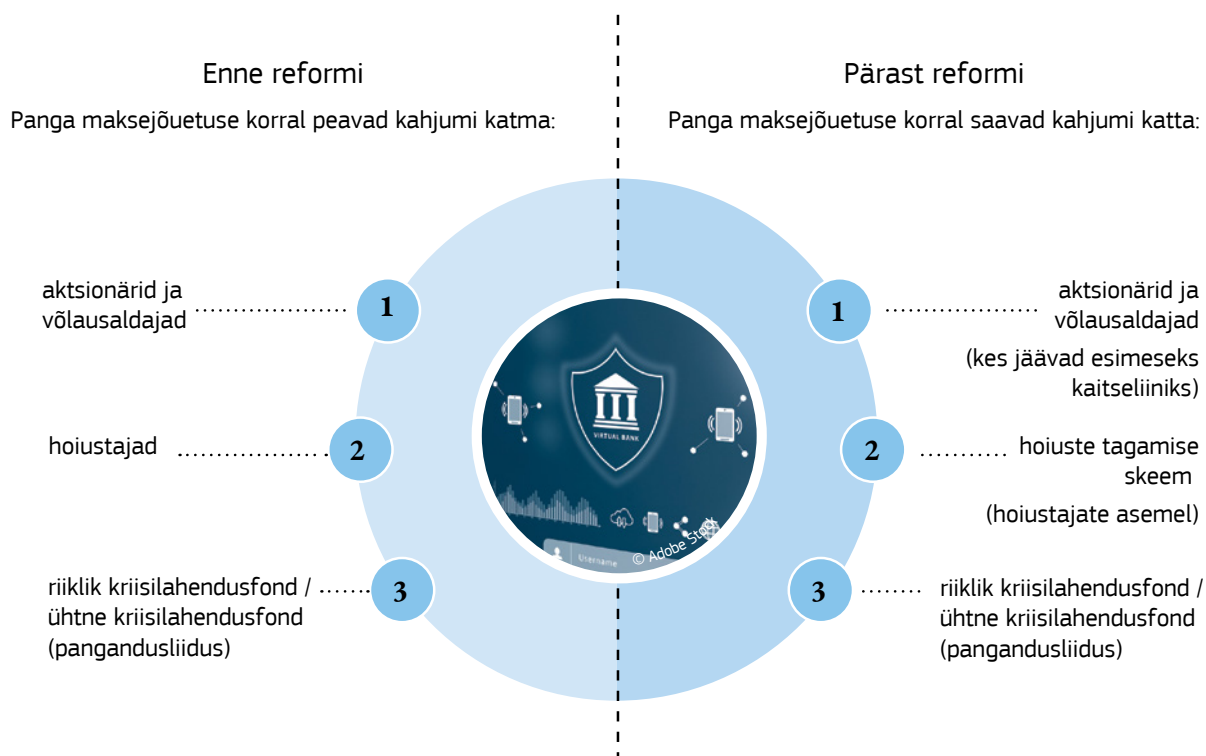 Enne reformi
Panga maksejõuetuse korral peavad kahjumi katma:
1
aktsionärid ja
võlausaldajad
2
hoiustajad
3
riiklik kriisilahendusfond /
ühtne kriisilahendusfond
(pangandusliidus)
VIRTUAL BANK
Username
© Adobe Stock
Pärast reformi
Panga maksejõuetuse korral saavad kahjumi katta:
1
aktsionärid ja
võlausaldajad
(kes jäävad esimeseks
kaitseliiniks)
2
hoiuste tagamise
skeem
(hoiustajate asemel)
3
riiklik kriisilahendusfond /
ühtne kriisilahendusfond
(pangandusliidus)